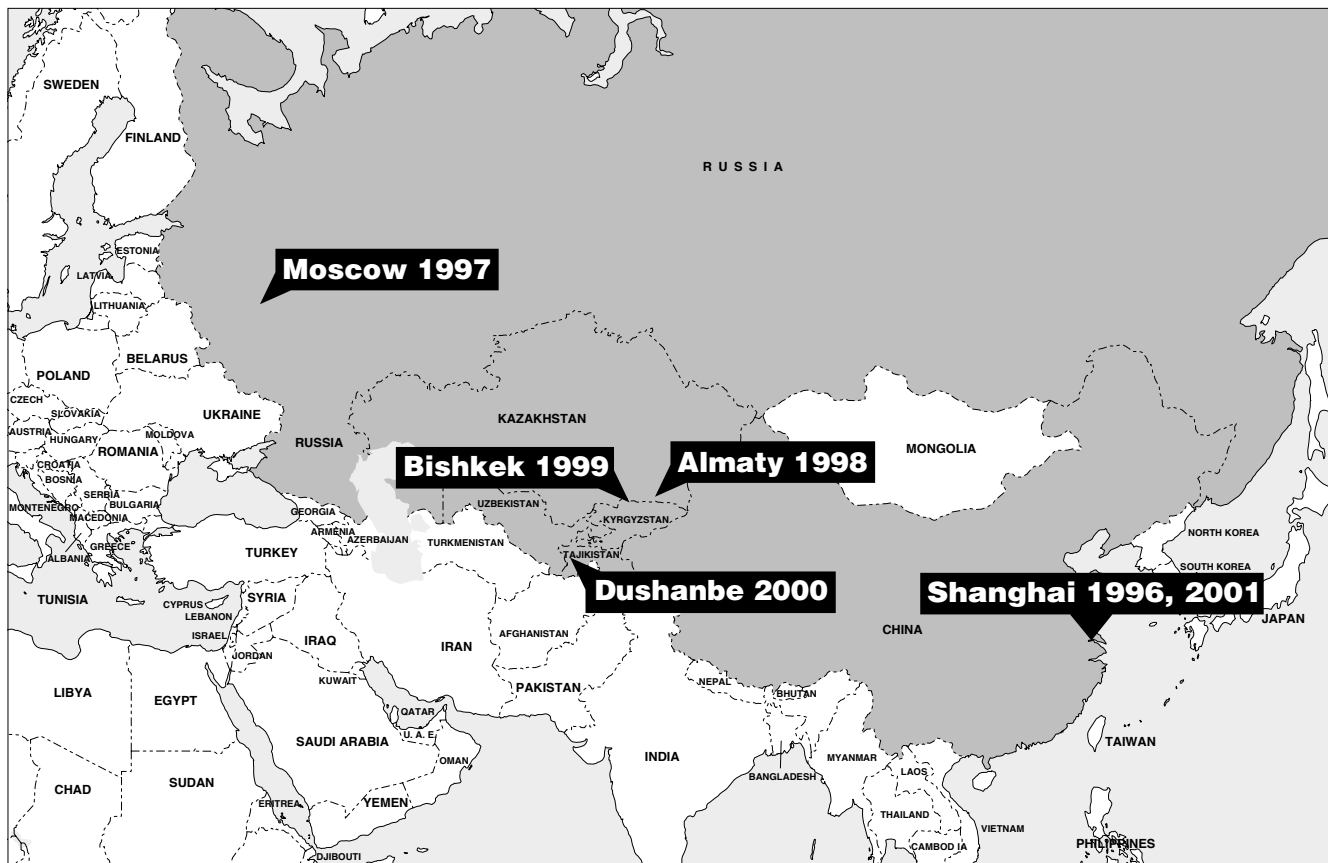 SWEDEN
FINLAND
RUSSIA
ESTONIA
Moscow 1997
LATVIA
LITHUANIA
BELARUS
POLAND
CZECH
SLOVAKIA
UKRAINE
KAZAKHSTAN
AUSTRIA
HUNGARY
MOLDOVA
RUSSIA
ROMANIA
MONGOLIA
Bishkek 1999
Almaty 1998
CROATIA
BOSNIA
SERBIA
BULGARIA
MONTENEGRO
MACEDONIA
GEORGIA
UZBEKISTAN
KYRGYZSTAN
ARMENIA
AZERBAIJAN
TURKMENISTAN
NORTH KOREA
GREECE
ALBANIA
TURKEY
TAJIKISTAN
SOUTH KOREA
Dushanbe 2000
Shanghai 1996, 2001
TUNISIA
CYPRUS
SYRIA
LEBANON
JAPAN
ISRAEL
IRAQ
IRAN
AFGHANISTAN
CHINA
JORDAN
KUWAIT
PAKISTAN
NEPAL
BHUTAN
LIBYA
EGYPT
QATAR
U. A. E.
SAUDI ARABIA
OMAN
INDIA
MYANMAR
TAIWAN
BANGLADESH
LAOS
CHAD
SUDAN
ERITREA
YEMEN
THAILAND
VIETNAM
CAMBOD IA
PHILIPPINES
DJIBOUTI